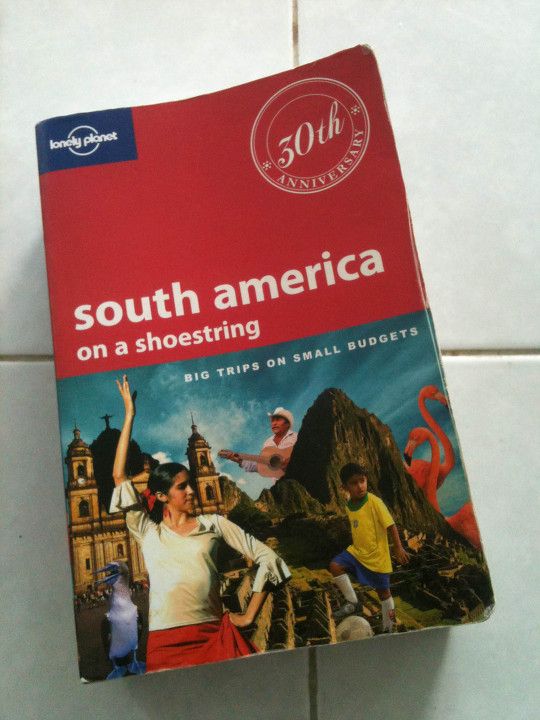 lonely planet
30th
ANNIVERSARY
south america
on a shoestring
BIG TRIPS ON SMALL BUDGETS